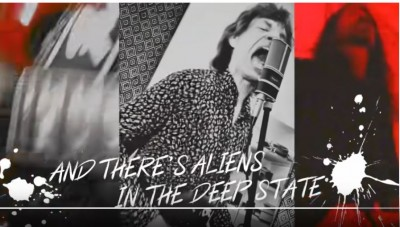 AND THERE'S ALIENS
IN THE DEEP STATE